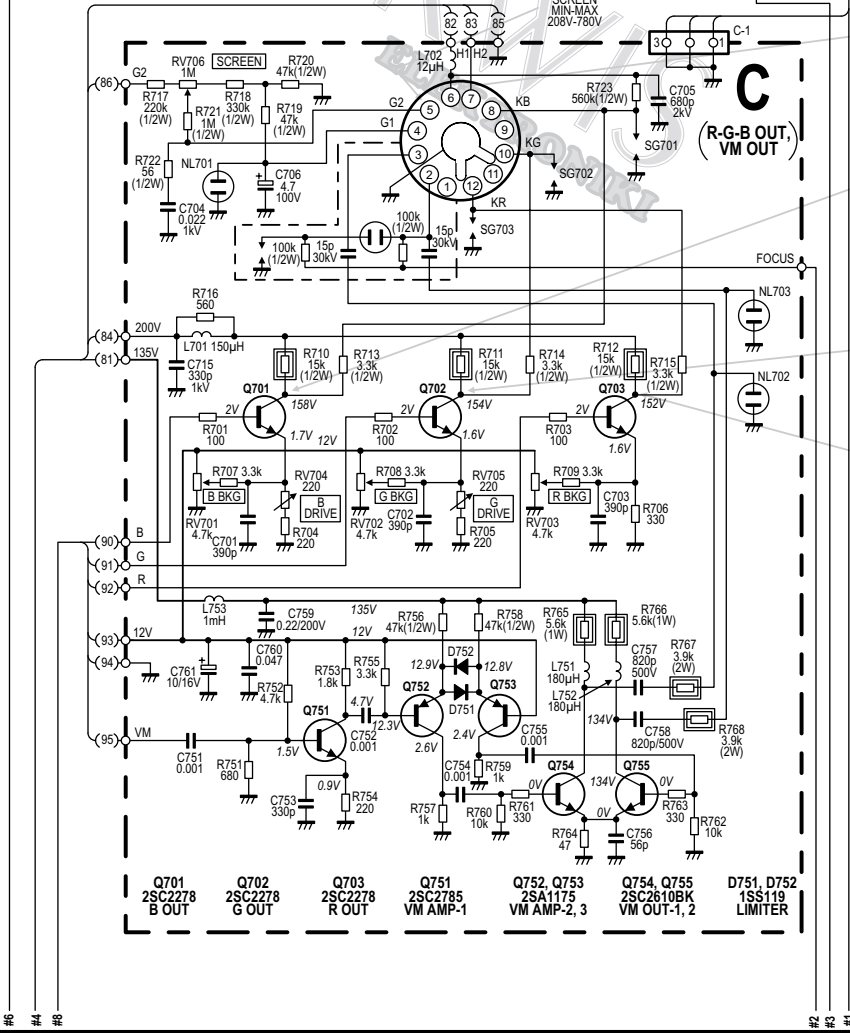 SCREEN
MIN-MAX
208V-780V
82 83 85
C-1
3 1
L702
12µH
H1 H2
86 G2
RV706
1M
SCREEN
R720
47k(1/2W)
R717
220k
(1/2W)
R721
1M
(1/2W)
R718
330k
(1/2W)
R719
47k
(1/2W)
G2
G1
6 7
5 8
4 9
3 10
2 11
1 12
KB
KG
KR
R723
560k(1/2W)
C705
680p
2kV
C
(R-G-B OUT,
VM OUT)
SG701
SG702
SG703
R722
56
(1/2W)
NL701
C706
4.7
100V
C704
0.022
1kV
100k
(1/2W)
15p
30kV
100k
(1/2W)
15p
30kV
ELEKTRONIKI
FOCUS
NL703
NL702
R716
560
84 200V
L701 150µH
81 135V
C715
330p
1kV
R710
15k
(1/2W)
R713
3.3k
(1/2W)
R711
15k
(1/2W)
R714
3.3k
(1/2W)
R712
15k
(1/2W)
R715
3.3k
(1/2W)
Q701
158V
Q702
154V
Q703
152V
2V
R701
100
1.7V
12V
2V
R702
100
1.6V
2V
R703
100
1.6V
R707 3.3k
B BKG
RV704
220
B
DRIVE
R708 3.3k
G BKG
RV705
220
G
DRIVE
R709 3.3k
R BKG
C703
390p
R706
330
RV701
4.7k
C701
390p
R704
220
RV702
4.7k
C702
390p
R705
220
RV703
4.7k
90 B
91 G
92 R
L753
1mH
C759
0.22/200V
135V
R756
47k(1/2W)
R758
47k(1/2W)
R765
5.6k
(1W)
R766
5.6k(1W)
93 12V
94
12V
C761
10/16V
C760
0.047
R752
4.7k
R753
1.8k
R755
3.3k
12.9V
D752
12.8V
D751
L751
180µH
L752
180µH
C757
820p
500V
R767
3.9k
(2W)
Q751
4.7V
C752
0.001
12.3V
Q752
Q753
134V
C758
820p/500V
R768
3.9k
(2W)
95 VM
C751
0.001
R751
680
1.5V
0.9V
2.6V
2.4V
C755
0.001
C754
0.001
R759
1k
Q754
134V
Q755
0V
0V
C753
330p
R754
220
R757
1k
R760
10k
R761
330
0V
R763
330
R762
10k
R764
47
C756
56p
Q701
2SC2278
B OUT
Q702
2SC2278
G OUT
Q703
2SC2278
R OUT
Q751
2SC2785
VM AMP-1
Q752, Q753
2SA1175
VM AMP-2, 3
Q754, Q755
2SC2610BK
VM OUT-1, 2
D751, D752
1SS119
LIMITER
#6 #4 #8 #2 #3 #1